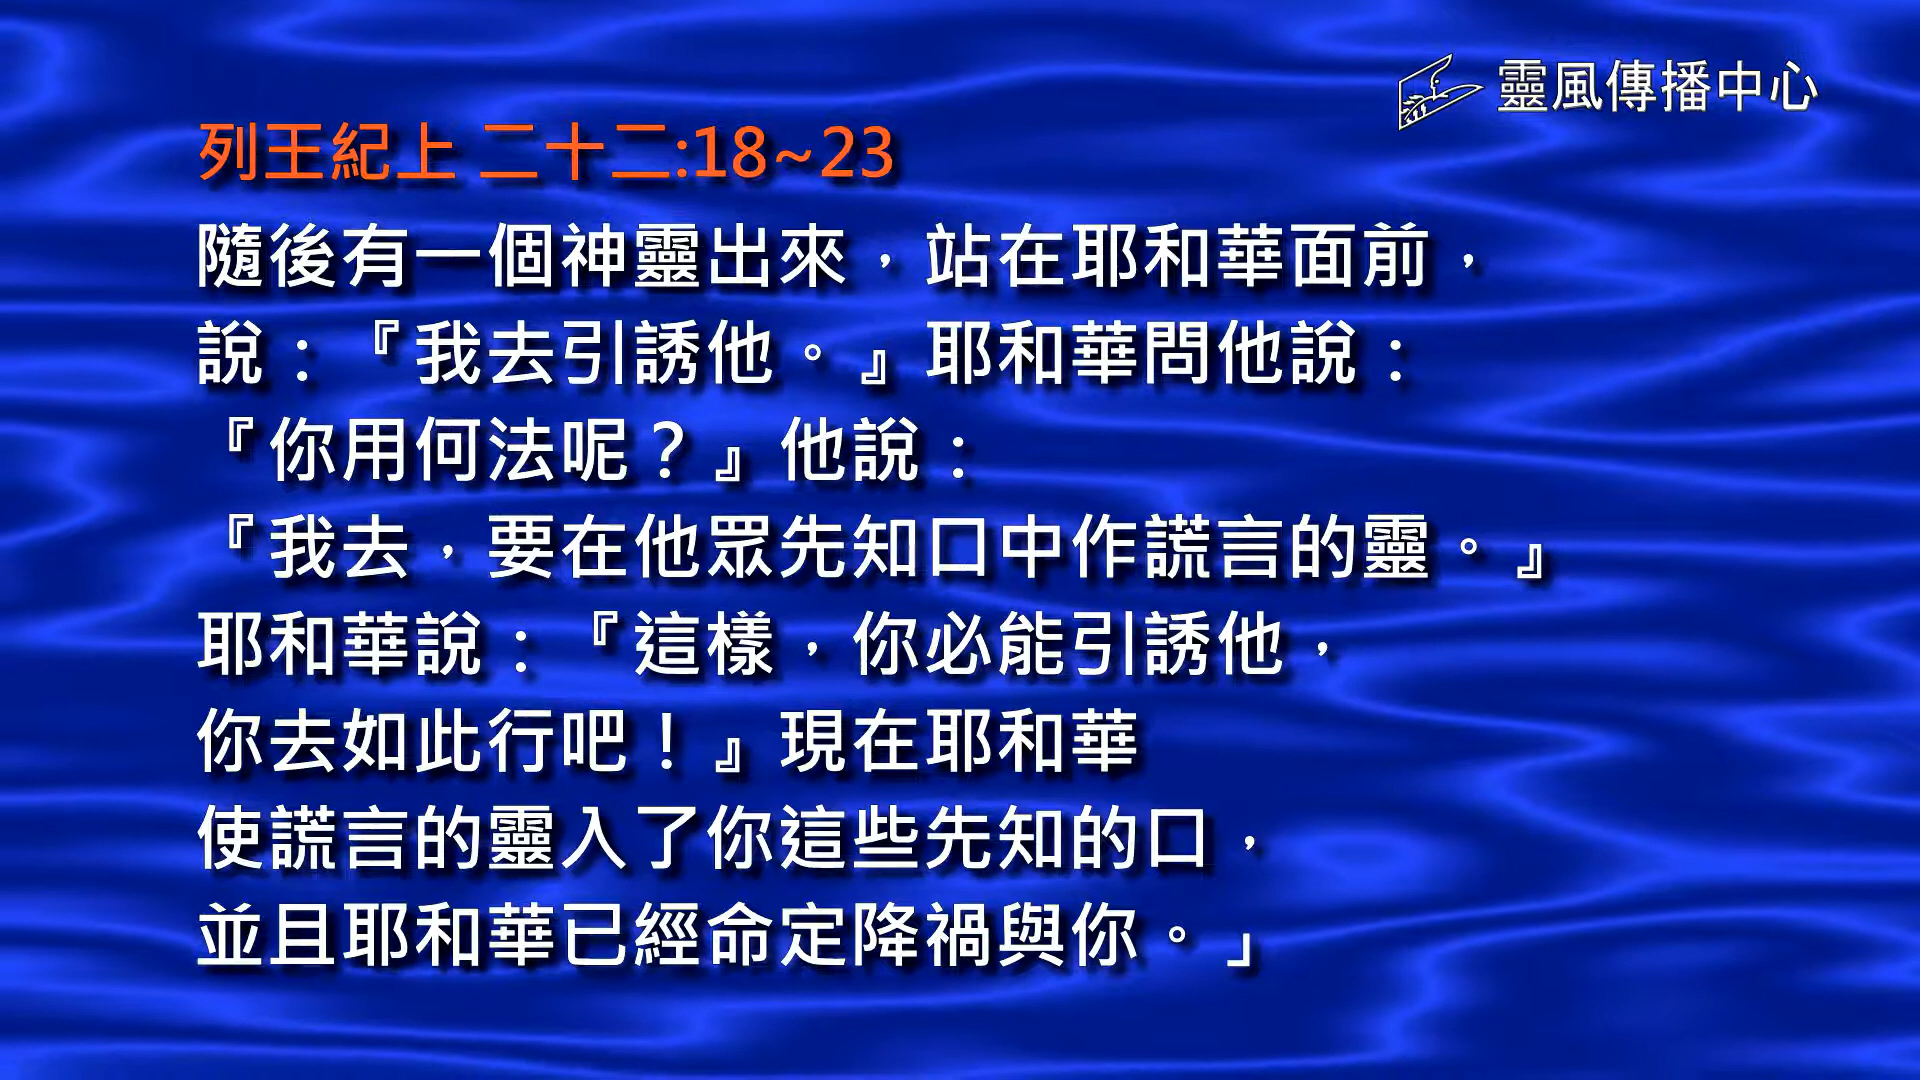 靈風傳播中心
列王紀上 二十二:18~23
隨後有一個神靈出來，站在耶和華面前，
說：『我去引誘他。』耶和華問他說：
『你用何法呢？』他說：
『我去，要在他眾先知口中作謊言的靈。』
耶和華說：『這樣，你必能引誘他，
你去如此行吧！』現在耶和華
使謊言的靈入了你這些先知的口，
並且耶和華已經命定降禍與你。」